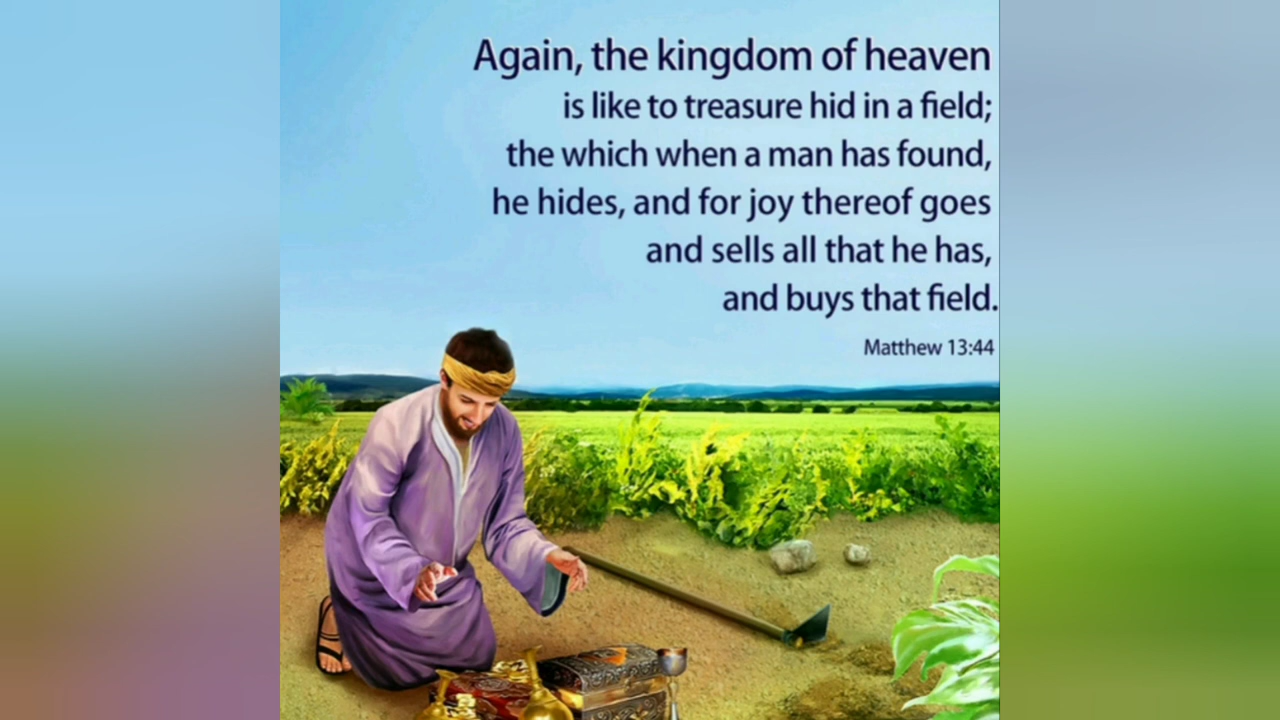 Again, the kingdom of heaven
is like to treasure hid in a field;
the which when a man has found,
he hides, and for joy thereof goes
and sells all that he has,
and buys that field.
Matthew 13:44